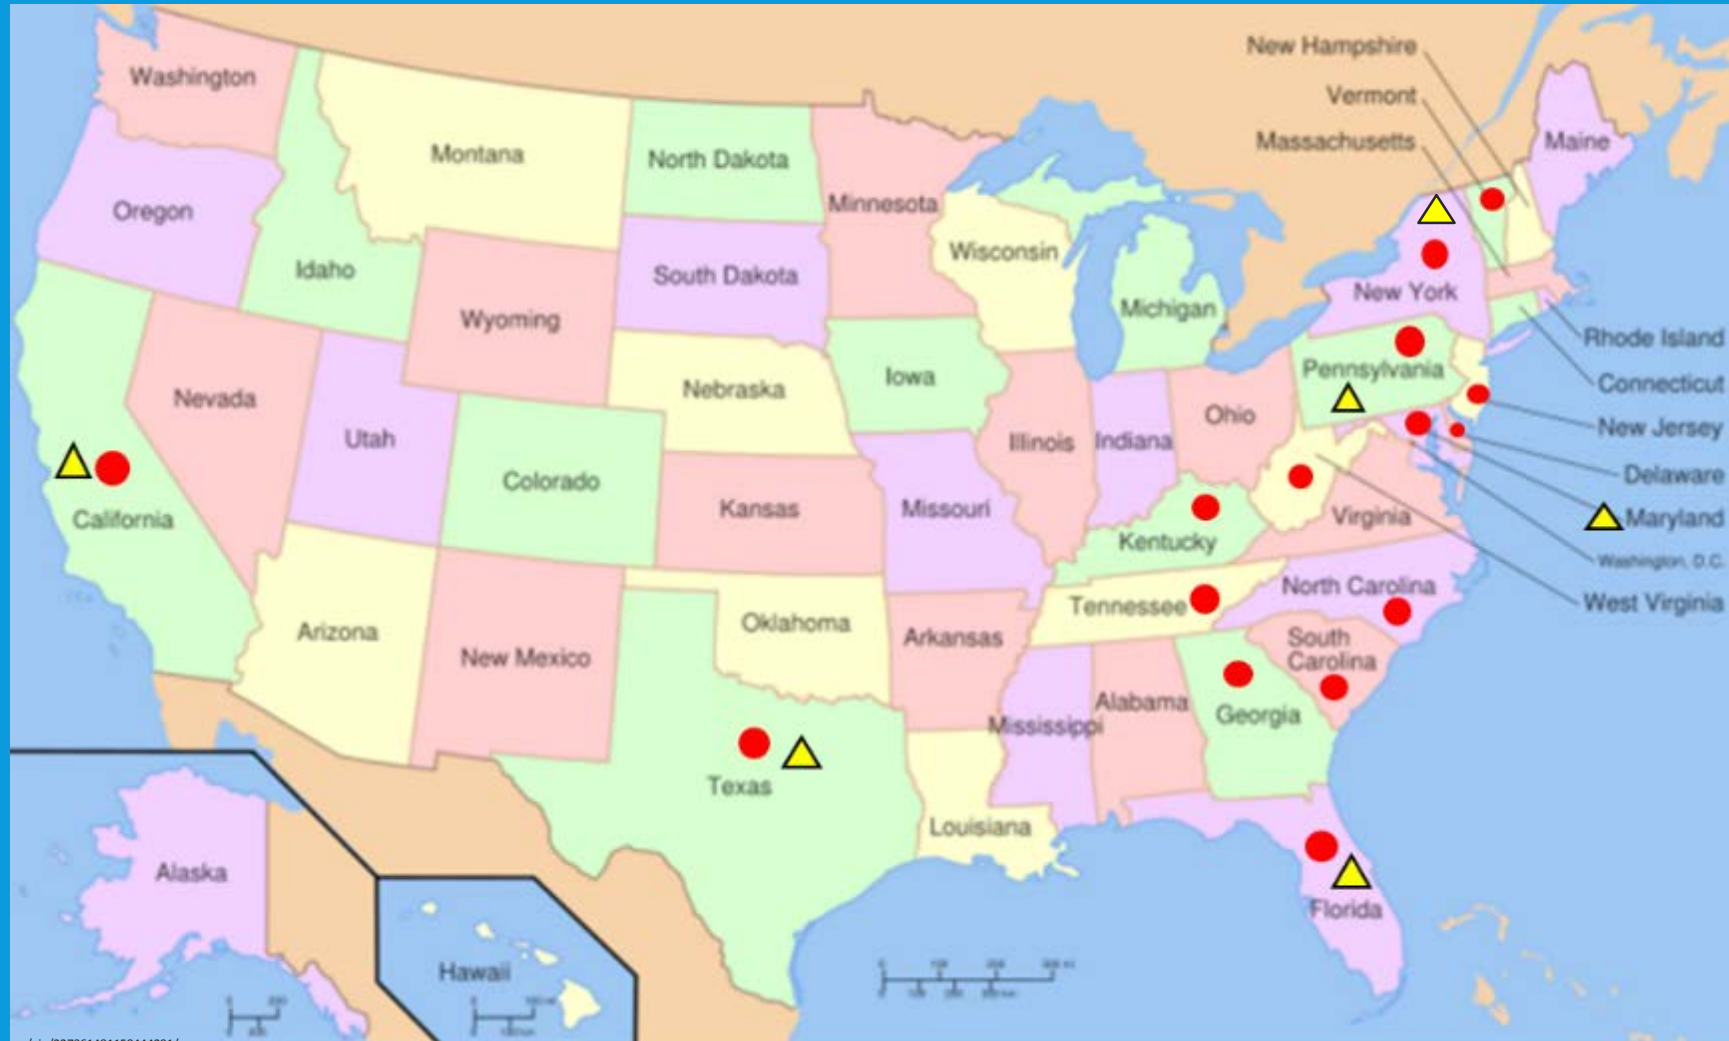 New Hampshire
Vermont
Massachusetts
Washington
Montana
North Dakota
Minnesota
Maine
Oregon
Idaho
Wisconsin
South Dakota
Michigan
New York
Wyoming
Rhode Island
Nevada
Nebraska
Iowa
Pennsylvania
Connecticut
Utah
Illinois
Indiana
Ohio
New Jersey
Colorado
Delaware
California
Kansas
Missouri
Virginia
Maryland
Kentucky
Washington, D.C.
Arizona
Oklahoma
Tennessee
North Carolina
West Virginia
New Mexico
Arkansas
South
Carolina
Mississippi
Alabama
Georgia
Texas
Louisiana
Alaska
Florida
Hawaii